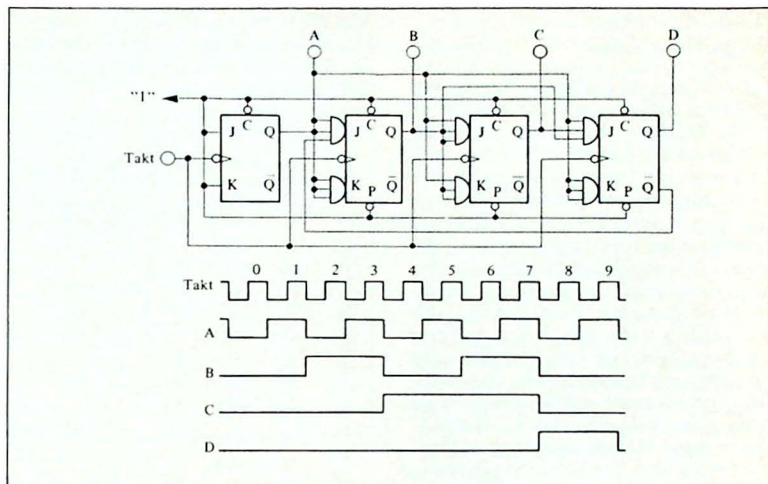 A B C D
"1"
C C C C
J Q J Q J Q J Q
Takt
K Q̄ K Q̄ K Q̄ K Q̄
P P P
0 1 2 3 4 5 6 7 8 9
Takt
A
B
C
D